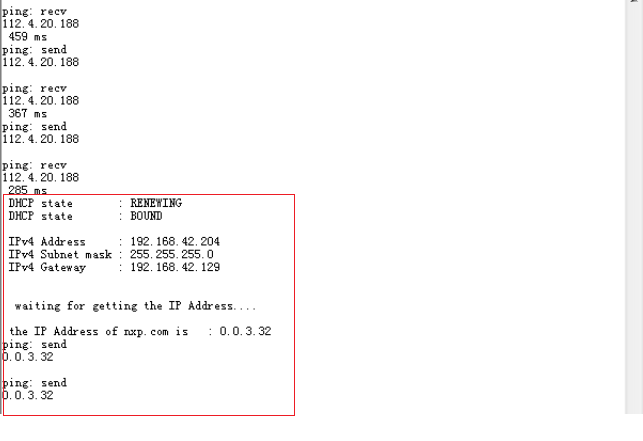 ping: recv
112.4.20.188
459 ms
ping: send
112.4.20.188
ping: recv
112.4.20.188
367 ms
ping: send
112.4.20.188
ping: recv
112.4.20.188
285 ms
DHCP state : RENEWING
DHCP state : BOUND
IPv4 Address : 192.168.42.204
IPv4 Subnet mask : 255.255.255.0
IPv4 Gateway : 192.168.42.129
waiting for getting the IP Address....
the IP Address of nxp.com is : 0.0.3.32
ping: send
0.0.3.32
ping: send
0.0.3.32